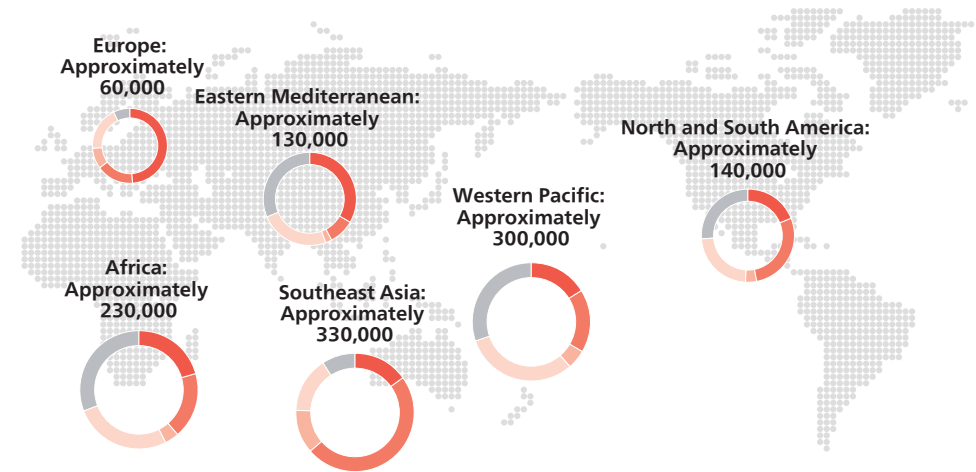 Europe:
Approximately
60,000
Eastern Mediterranean:
Approximately
130,000
North and South America:
Approximately
140,000
Western Pacific:
Approximately
300,000
Africa:
Approximately
230,000
Southeast Asia:
Approximately
330,000